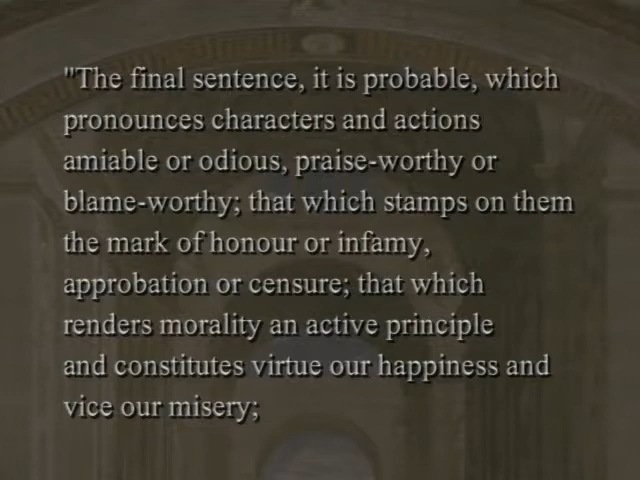 "The final sentence, it is probable, which
pronounces characters and actions
amiable or odious, praise-worthy or
blame-worthy; that which stamps on them
the mark of honour or infamy,
approbation or censure; that which
renders morality an active principle
and constitutes virtue our happiness and
vice our misery;